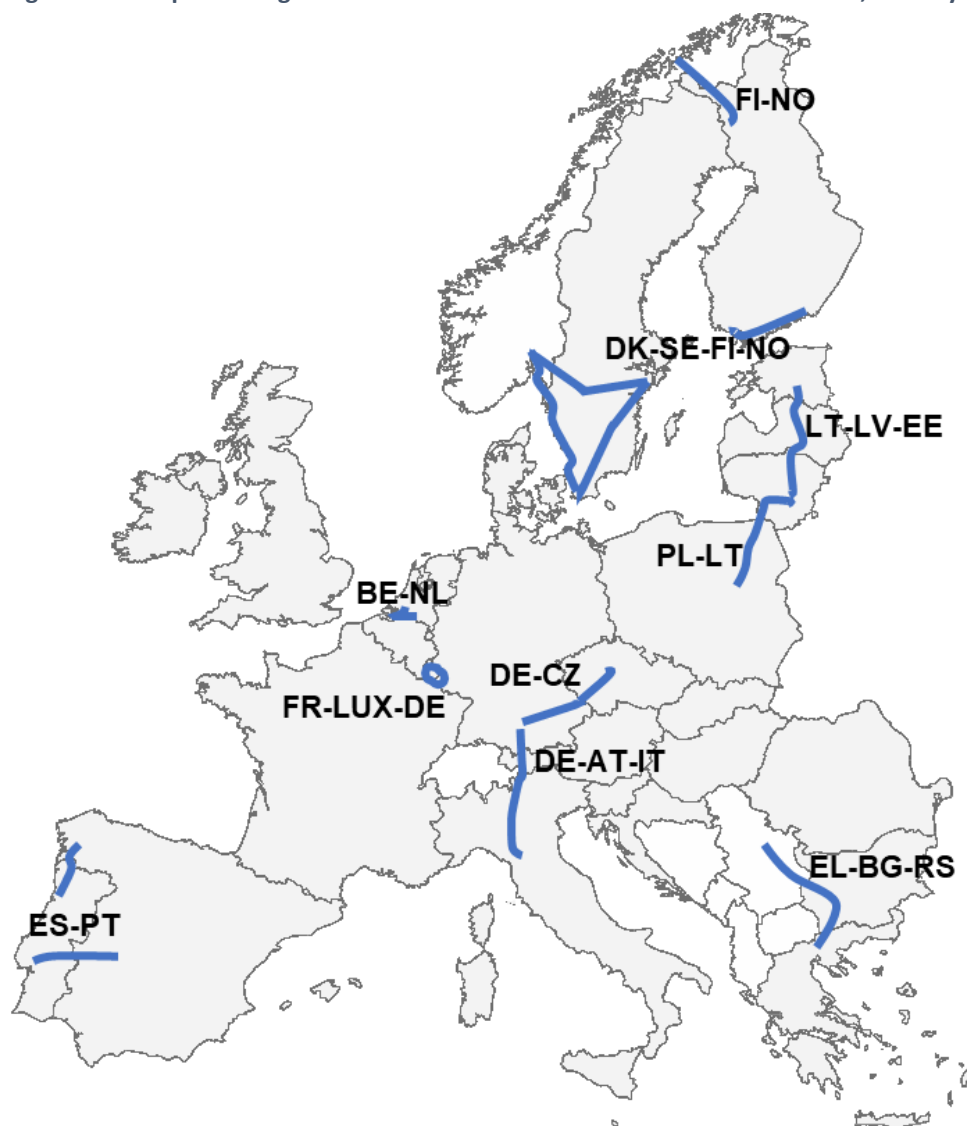 FI-NO
DK-SE-FI-NO
LT-LV-EE
PL-LT
BE-NL
DE-CZ
FR-LUX-DE
DE-AT-IT
EL-BG-RS
ES-PT